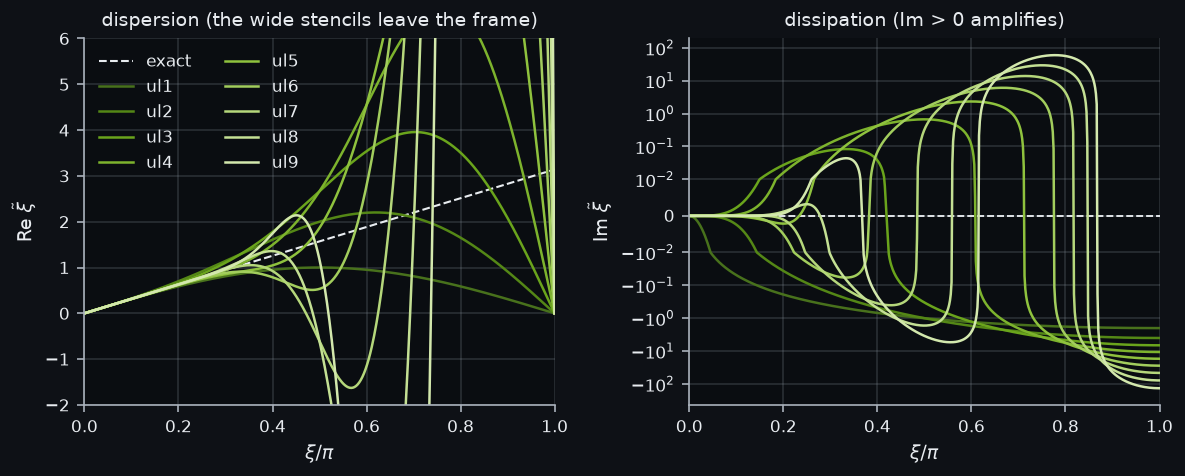 dispersion (the wide stencils leave the frame)
6
5
4
3
2
1
0
−1
−2
Re ξ̃
exact
ul1
ul2
ul3
ul4
ul5
ul6
ul7
ul8
ul9
0.0
0.2
0.4
0.6
0.8
1.0
ξ/π
dissipation (Im > 0 amplifies)
10²
10¹
10⁰
10⁻¹
10⁻²
0
−10⁻²
−10⁻¹
−10⁰
−10¹
−10²
Im ξ̃
0.0
0.2
0.4
0.6
0.8
1.0
ξ/π